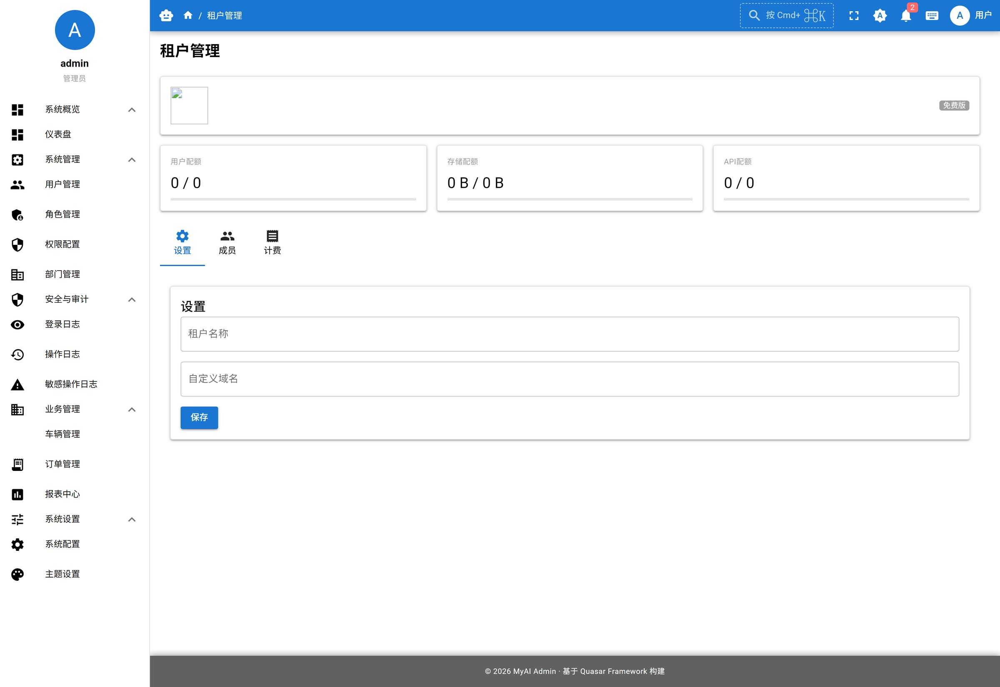 A
admin
管理员
系统概览
仪表盘
系统管理
用户管理
角色管理
权限配置
部门管理
安全与审计
登录日志
操作日志
敏感操作日志
业务管理
车辆管理
订单管理
报表中心
系统设置
系统配置
主题设置
/ 租户管理
按 Cmd+ ⌘K
A
2
A 用户
租户管理
免费版
用户配额
0 / 0
存储配额
0 B / 0 B
API配额
0 / 0
设置
成员
计费
设置
租户名称
自定义域名
保存
© 2026 MyAI Admin · 基于 Quasar Framework 构建